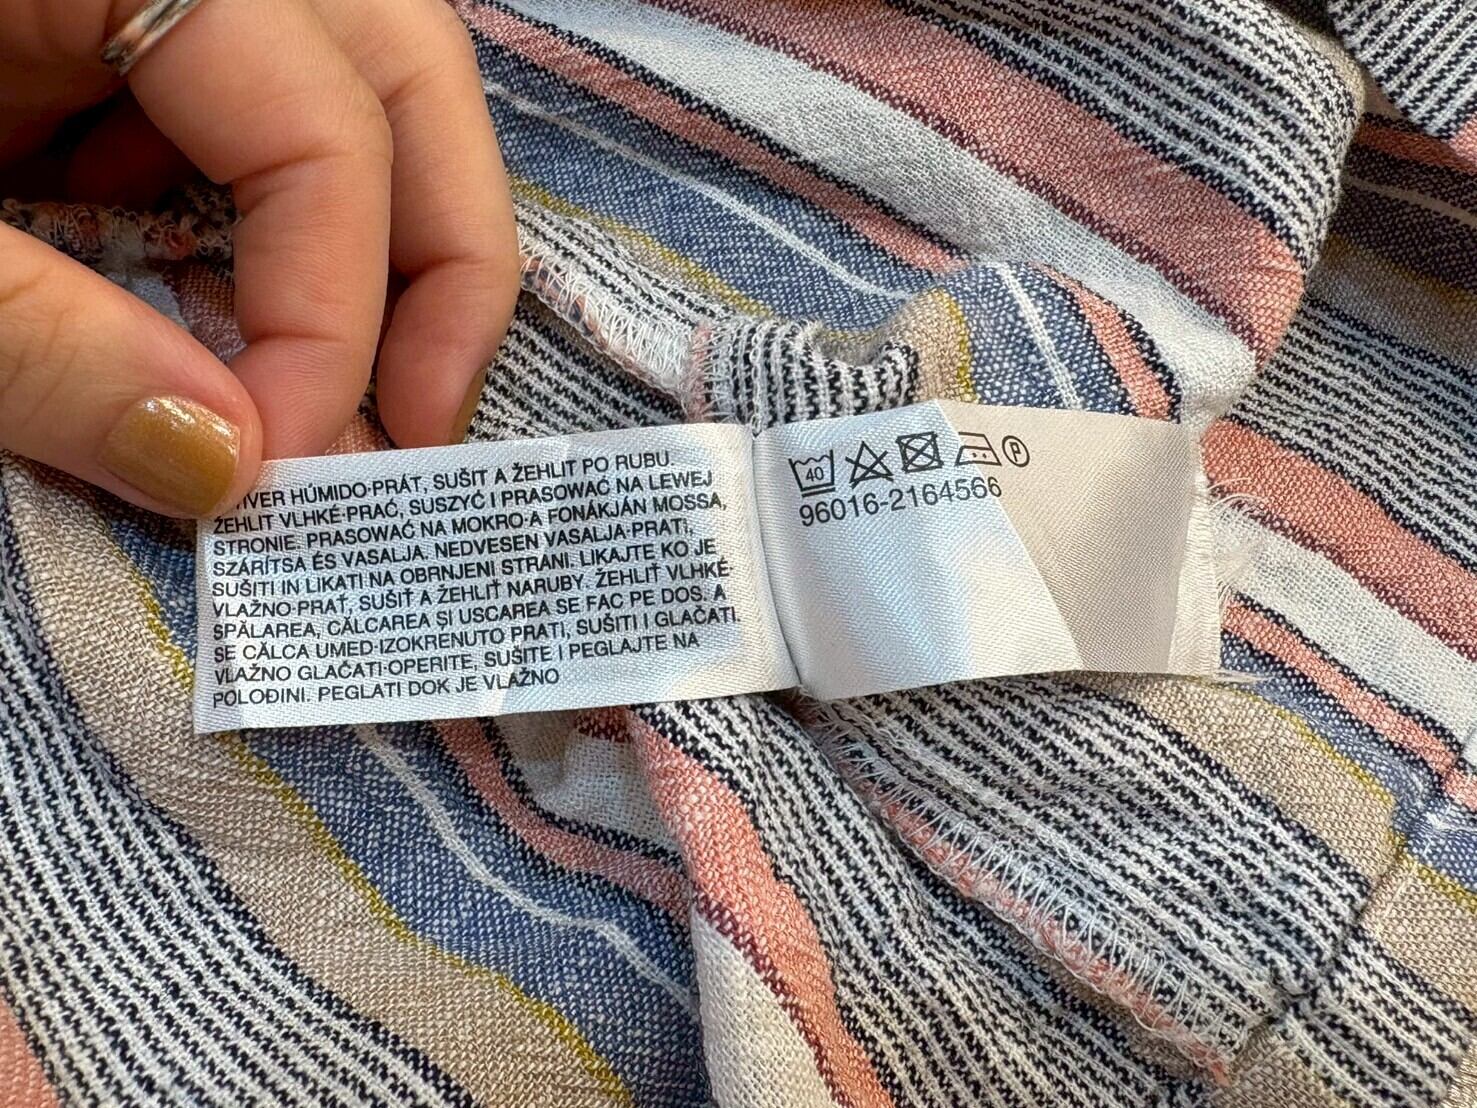 HÚMIDO·PRÁT, SUŠIT A ŽEHLIT PO RUBU.
ŽEHLIT VLHKÉ·PRAĆ, SUSZYĆ I PRASOWAĆ NA LEWEJ
STRONIE. PRASOWAĆ NA MOKRO·A FONÁKJÁN MOSSA,
SZÁRÍTSA ÉS VASALJA. NEDVESEN VASALJA·PRATI,
SUŠITI IN LIKATI NA OBRNJENI STRANI. LIKAJTE KO JE
VLAŽNO·PRAŤ, SUŠIŤ A ŽEHLIŤ NARUBY. ŽEHLIŤ VLHKÉ·
SPĂLAREA, CĂLCAREA ȘI USCAREA SE FAC PE DOS. A
SE CĂLCA UMED·IZOKRENUTO PRATI, SUŠITI I GLAČATI.
VLAŽNO GLAČATI·OPERITE, SUŠITE I PEGLAJTE NA
POLOĐINI. PEGLATI DOK JE VLAŽNO
40 P
96016-2164566